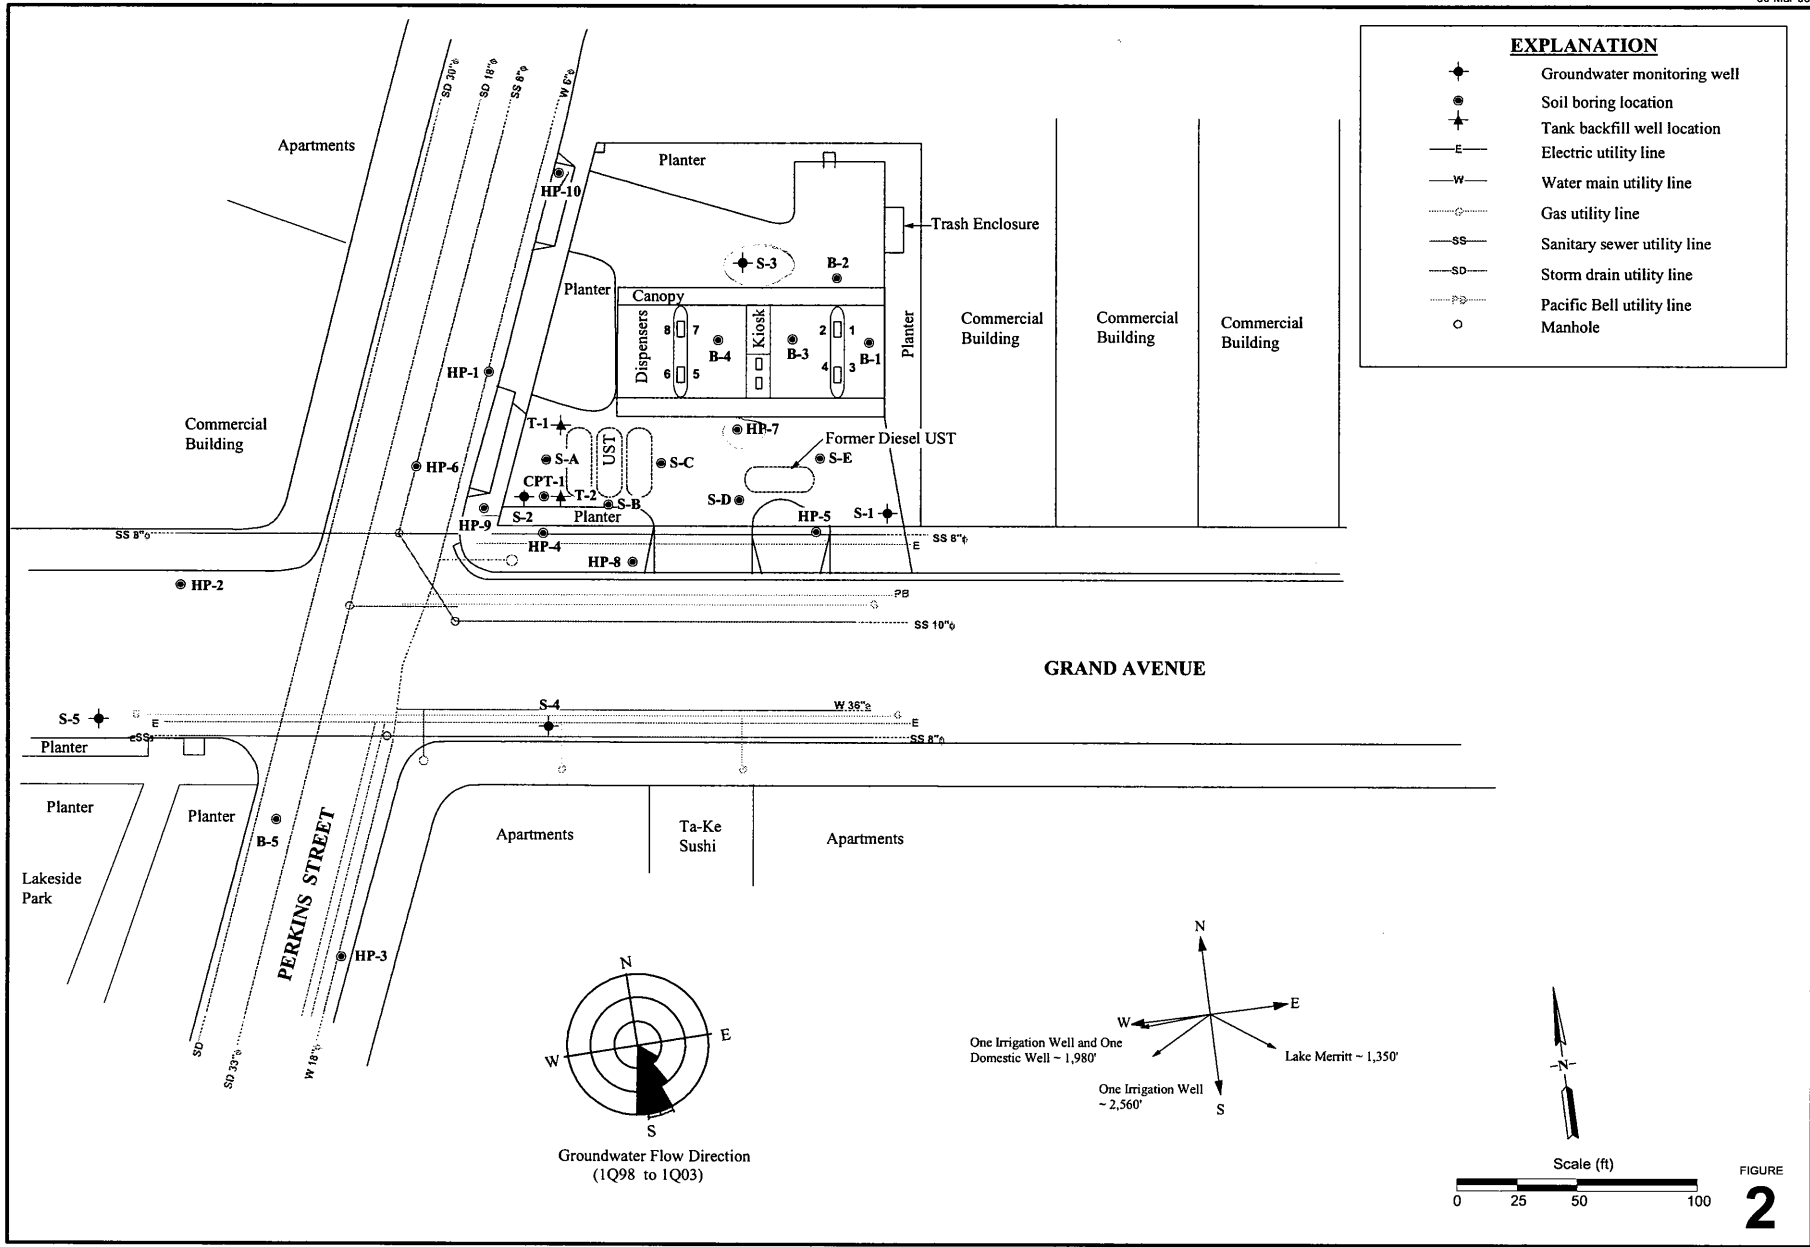 EXPLANATION
Groundwater monitoring well
Soil boring location
Tank backfill well location
E
Electric utility line
W
Water main utility line
G
Gas utility line
SS
Sanitary sewer utility line
SD
Storm drain utility line
PB
Pacific Bell utility line
Manhole
SD 30"ϕ
SD 18"ϕ
SS 8"ϕ
W 6"ϕ
Apartments
Planter
HP-10
Trash Enclosure
S-3
B-2
Planter
Canopy
Dispensers
8
7
Kiosk
2
1
B-4
B-3
B-1
6
5
4
3
Planter
Commercial
Building
Commercial
Building
Commercial
Building
HP-1
Commercial
Building
T-1
HP-7
Former Diesel UST
UST
HP-6
S-A
S-C
S-E
CPT-1
T-2
S-B
S-D
S-2
Planter
HP-9
HP-5
S-1
SS 8"ϕ
HP-4
SS 8"ϕ
E
HP-8
HP-2
PB
G
SS 10"ϕ
GRAND AVENUE
S-5
G
E
S-4
W 36"
G
E
SS 8"ϕ
Planter
Planter
Planter
B-5
PERKINS STREET
Apartments
Ta-Ke
Sushi
Apartments
Lakeside
Park
HP-3
SD
SD 33"ϕ
W 18"ϕ
N
E
W
S
Groundwater Flow Direction
(1Q98 to 1Q03)
N
W
E
S
One Irrigation Well and One
Domestic Well ~ 1,980'
Lake Merritt ~ 1,350'
One Irrigation Well
~ 2,560'
N
Scale (ft)
0
25
50
100
FIGURE
2